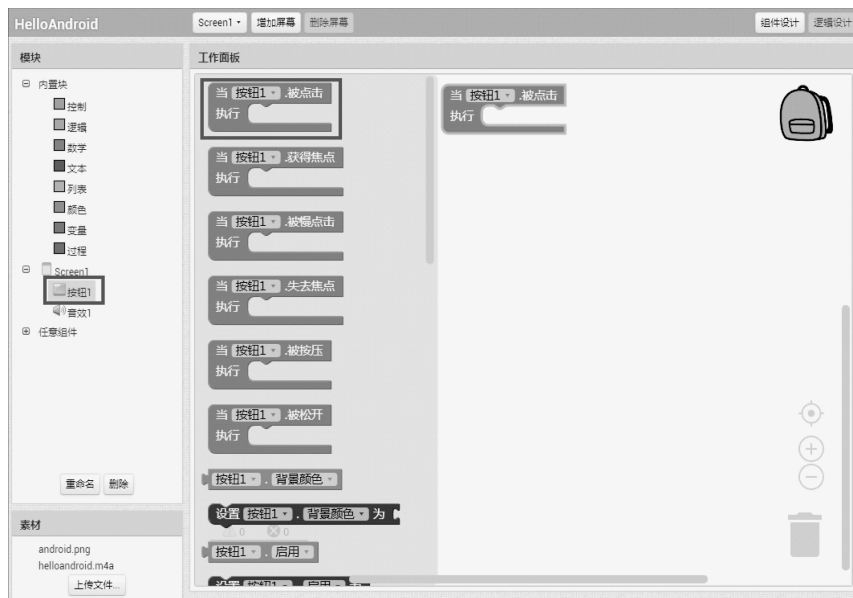 HelloAndroid
Screen1 增加屏幕 删除屏幕
组件设计 逻辑设计
模块
工作面板
内置块
控制
逻辑
数学
文本
列表
颜色
变量
过程
Screen1
按钮1
音效1
任意组件
重命名 删除
素材
android.png
helloandroid.m4a
上传文件...
当 按钮1 .被点击
执行
当 按钮1 .获得焦点
执行
当 按钮1 .被慢点击
执行
当 按钮1 .失去焦点
执行
当 按钮1 .被按压
执行
当 按钮1 .被松开
执行
按钮1 . 背景颜色
设置 按钮1 . 背景颜色 为
0 0
按钮1 . 启用
设置 按钮1 . 启用 为
当 按钮1 .被点击
执行